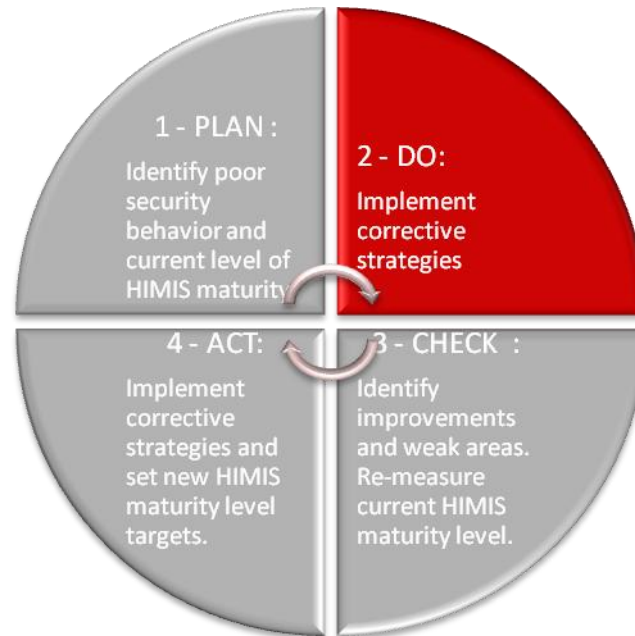 1 - PLAN :
Identify poor
security
behavior and
current level of
HIMIS maturity
2 - DO:
Implement
corrective
strategies
3 - CHECK :
Identify
improvements
and weak areas.
Re-measure
current HIMIS
maturity level.
4 - ACT:
Implement
corrective
strategies and
set new HIMIS
maturity level
targets.